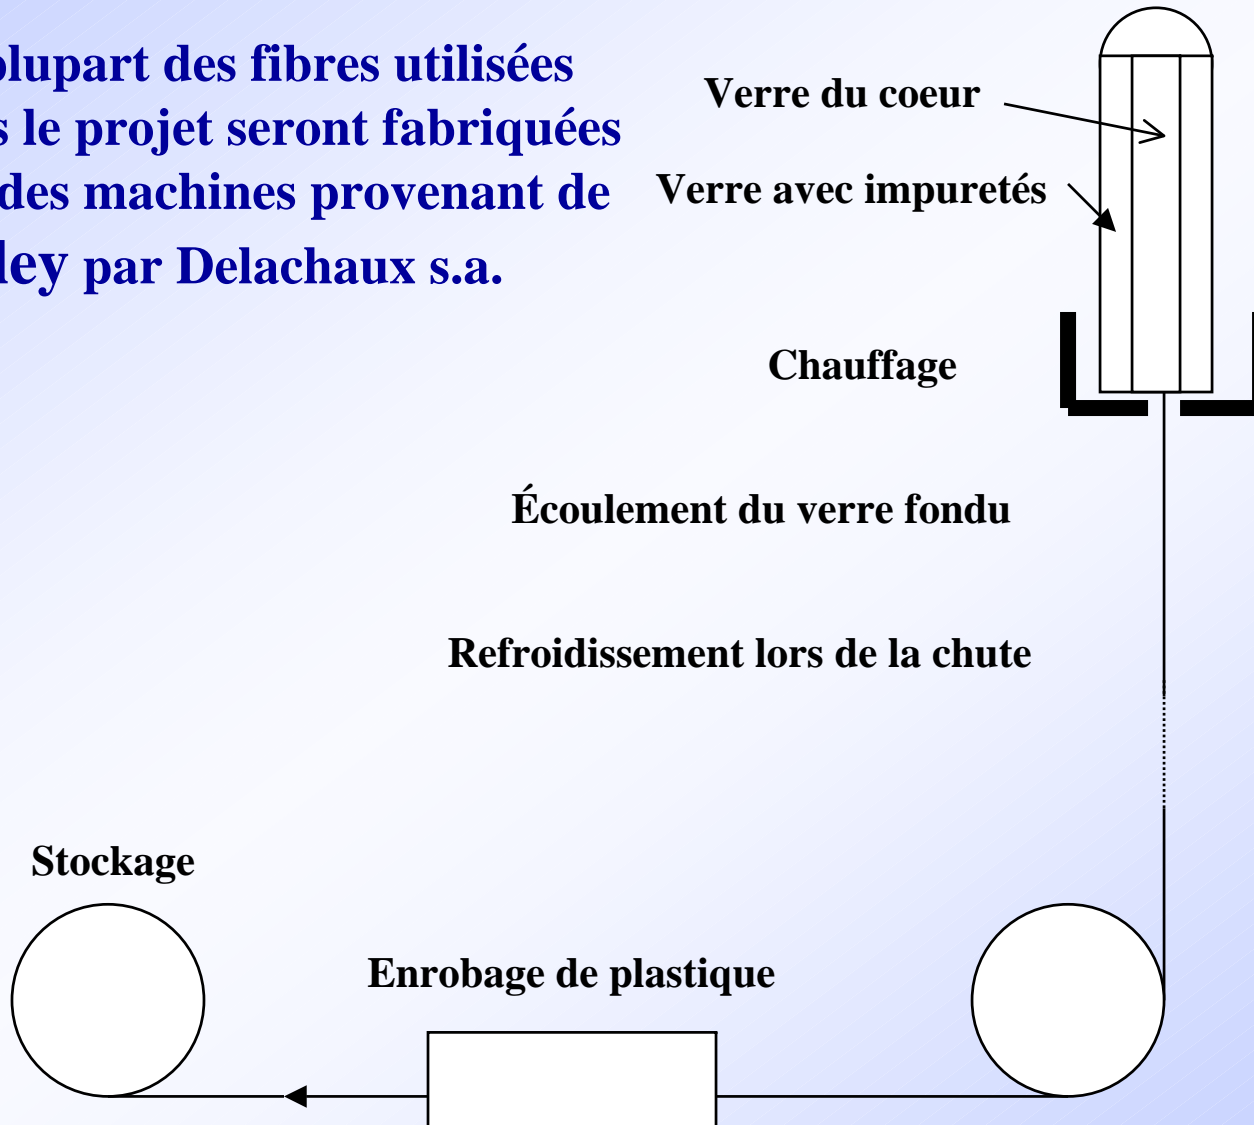 plupart des fibres utilisées
le projet seront fabriquées
des machines provenant de
par Delachaux s.a.
Verre du coeur
Verre avec impuretés
Chauffage
Écoulement du verre fondu
Refroidissement lors de la chute
Stockage
Enrobage de plastique